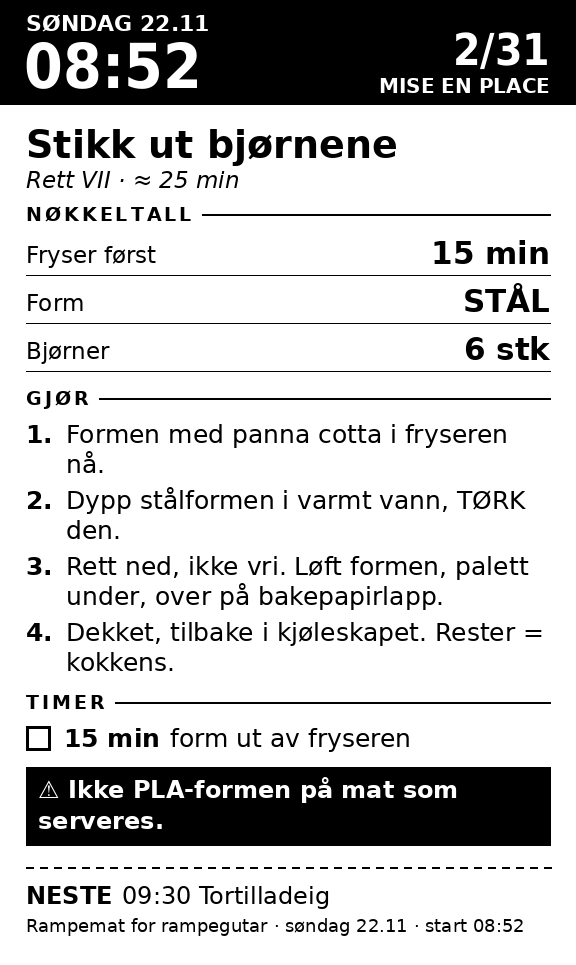 SØNDAG 22.11
08:52
2/31
MISE EN PLACE
Stikk ut bjørnene
Rett VII · ≈ 25 min
NØKKELTALL
Fryser først 15 min
Form STÅL
Bjørner 6 stk
GJØR
1. Formen med panna cotta i fryseren
nå.
2. Dypp stålformen i varmt vann, TØRK
den.
3. Rett ned, ikke vri. Løft formen, palett
under, over på bakepapirlapp.
4. Dekket, tilbake i kjøleskapet. Rester =
kokkens.
TIMER
☐ 15 min form ut av fryseren
⚠ Ikke PLA-formen på mat som
serveres.
NESTE 09:30 Tortilladeig
Rampemat for rampegutar · søndag 22.11 · start 08:52